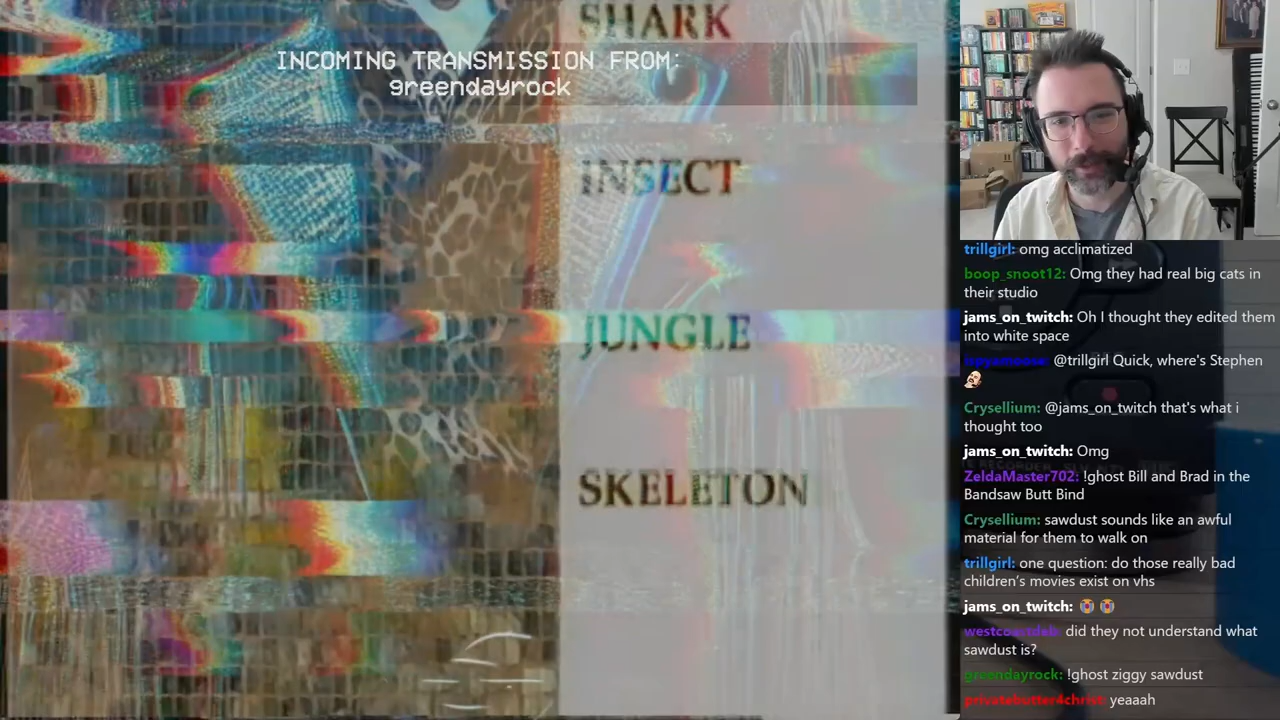 SHARK
INCOMING TRANSMISSION FROM:
greendayrock
INSECT
JUNGLE
SKELETON
trillgirl: omg acclimatized
boop_snoot12: Omg they had real big cats in
their studio
jams_on_twitch: Oh I thought they edited them
into white space
@trillgirl Quick, where's Stephen
Crysellium: @jams_on_twitch that's what i
thought too
jams_on_twitch: Omg
ZeldaMaster702: !ghost Bill and Brad in the
Bandsaw Butt Bind
Crysellium: sawdust sounds like an awful
material for them to walk on
trillgirl: one question: do those really bad
children's movies exist on vhs
jams_on_twitch:
westcoastdeb: did they not understand what
sawdust is?
greendayrock: !ghost ziggy sawdust
privatebutter4christ: yeaaah